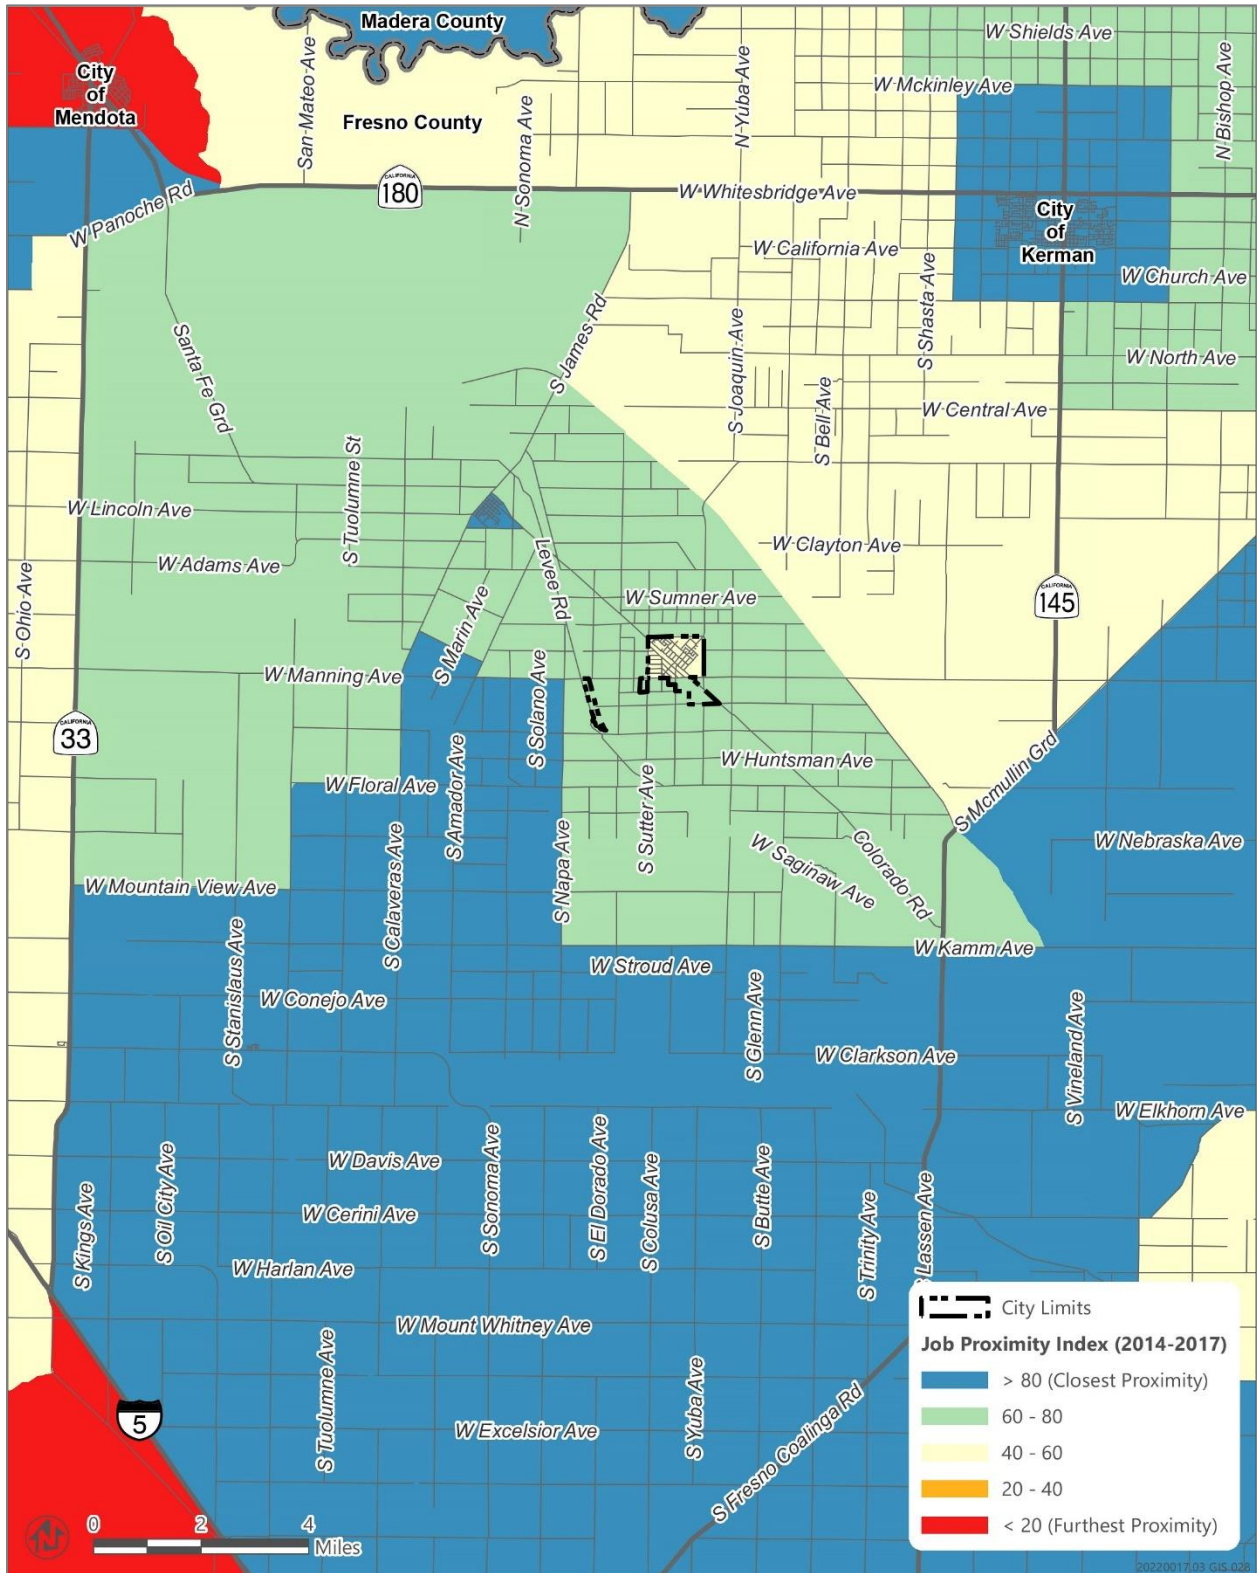 Madera County
W Shields Ave
City
of
Mendota
San Mateo Ave
N Yuba Ave
W Mckinley Ave
N Bishop Ave
Fresno County
N Sonoma Ave
CALIFORNIA
180
W Panoche Rd
W Whitesbridge Ave
City
of
Kerman
W California Ave
W Church Ave
S Shasta Ave
Santa Fe Grd
S James Rd
S Joaquin Ave
W North Ave
S Bell Ave
W Central Ave
S Tuolumne St
W Lincoln Ave
W Clayton Ave
W Adams Ave
Levee Rd
S Ohio Ave
W Sumner Ave
CALIFORNIA
145
S Marin Ave
W Manning Ave
S Solano Ave
CALIFORNIA
33
W Huntsman Ave
W Floral Ave
S Amador Ave
S Sutter Ave
S Mcmullin Grd
W Nebraska Ave
S Calaveras Ave
S Napa Ave
W Saginaw Ave
Colorado Rd
W Mountain View Ave
S Stanislaus Ave
W Kamm Ave
W Stroud Ave
W Conejo Ave
S Glenn Ave
S Vineland Ave
W Clarkson Ave
W Elkhorn Ave
S Kings Ave
S Oil City Ave
W Davis Ave
S Sonoma Ave
S El Dorado Ave
S Colusa Ave
S Butte Ave
S Trinity Ave
S Lassen Ave
W Cerini Ave
W Harlan Ave
W Mount Whitney Ave
S Tuolumne Ave
S Yuba Ave
W Excelsior Ave
S Fresno Coalinga Rd
5
City Limits
Job Proximity Index (2014-2017)
> 80 (Closest Proximity)
60 - 80
40 - 60
20 - 40
< 20 (Furthest Proximity)
0 2 4
Miles
20220017.03 GIS.028